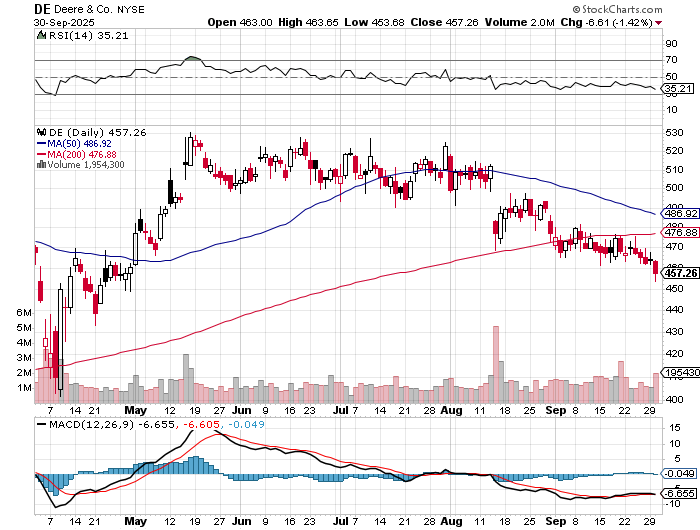 DE Deere & Co. NYSE
© StockCharts.com
30-Sep-2025
Open 463.00 High 463.65 Low 453.68 Close 457.26 Volume 2.0M Chg -6.61 (-1.42%)
RSI(14) 35.21
90
70
50
35.21
30
10
DE (Daily) 457.26
MA(50) 486.92
MA(200) 476.88
Volume 1,954,300
530
520
510
500
490
486.92
480
476.88
470
460
457.26
450
440
430
420
410
400
6M
5M
4M
3M
2M
1M
195430
7 14 21 May 12 19 27 Jun 9 16 23 Jul 7 14 21 28 Aug 11 18 25 Sep 8 15 22 29
MACD(12,26,9) -6.655, -6.605, -0.049
15
10
5
-0.049
-6.655
-10
7 14 21 May 12 19 27 Jun 9 16 23 Jul 7 14 21 28 Aug 11 18 25 Sep 8 15 22 29